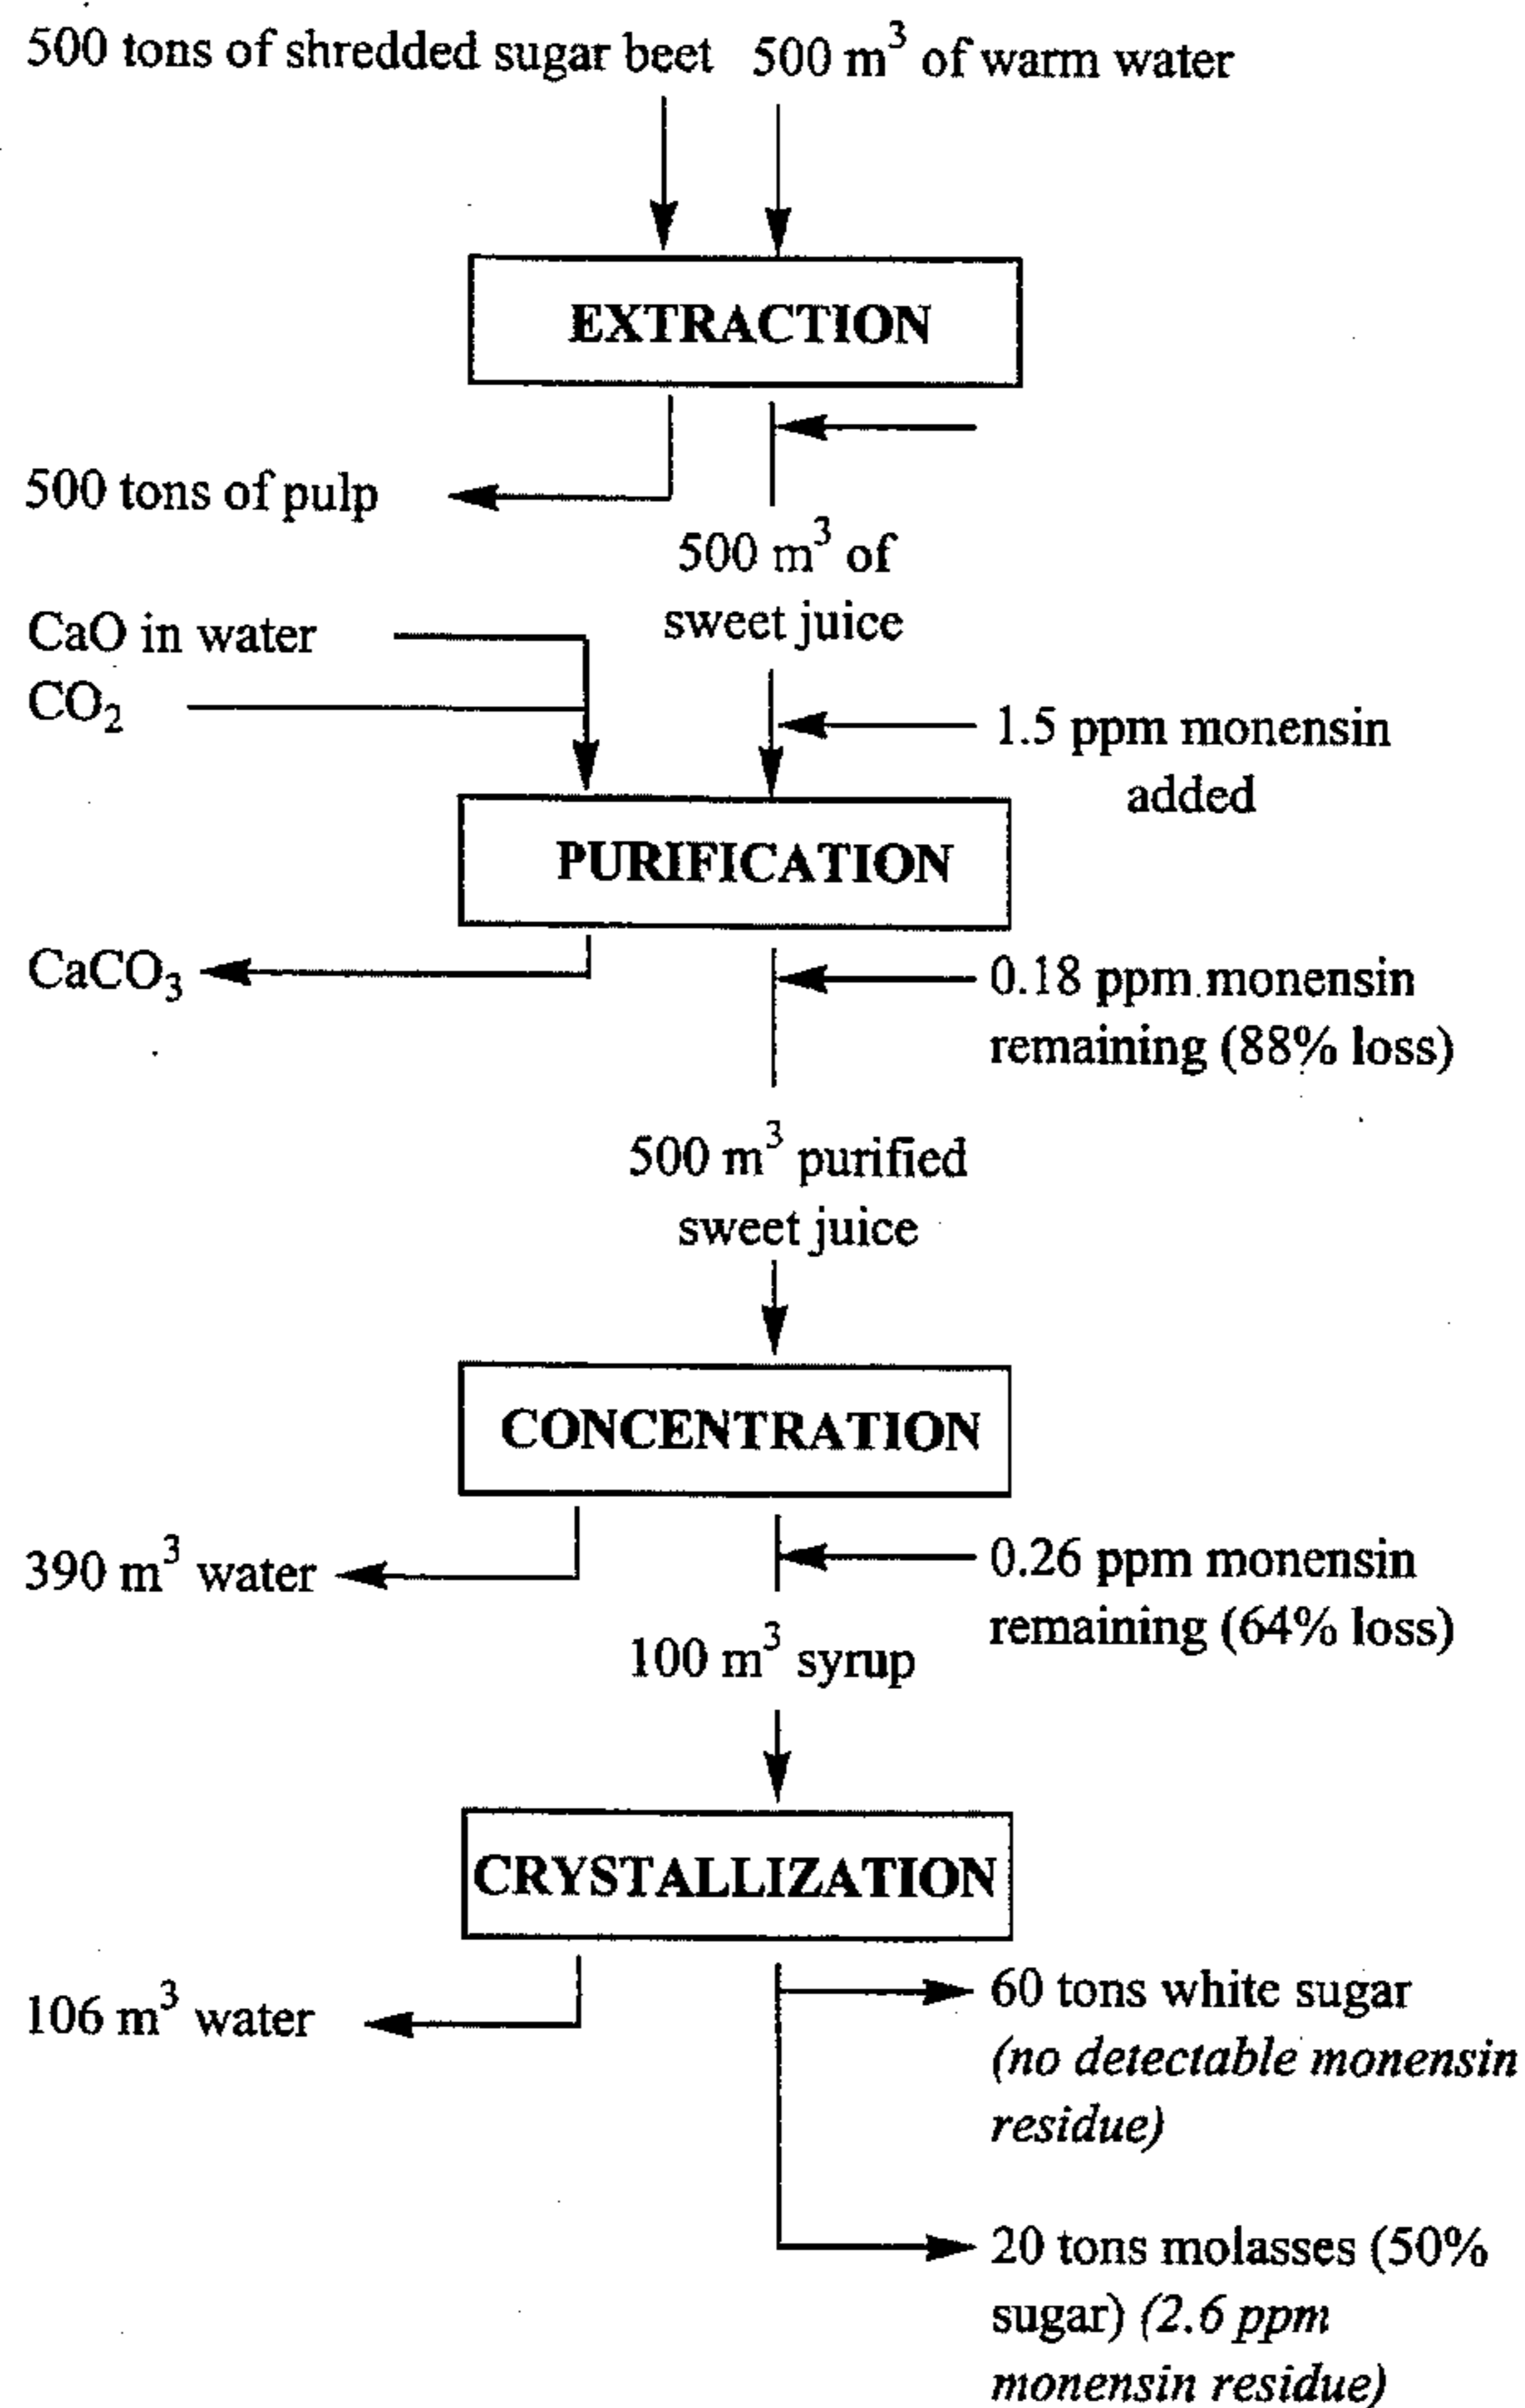 500 tons of shredded sugar beet 500 m³ of warm water
EXTRACTION
500 tons of pulp
500 m³ of
sweet juice
CaO in water
CO₂
1.5 ppm monensin
added
PURIFICATION
CaCO₃
0.18 ppm monensin
remaining (88% loss)
500 m³ purified
sweet juice
CONCENTRATION
390 m³ water
0.26 ppm monensin
remaining (64% loss)
100 m³ syrup
CRYSTALLIZATION
106 m³ water
60 tons white sugar
(no detectable monensin
residue)
20 tons molasses (50%
sugar) (2.6 ppm
monensin residue)